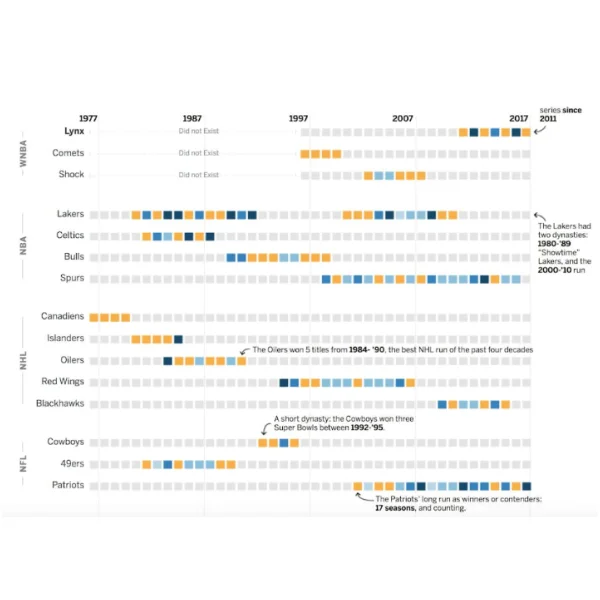 series since
2011
1977 1987 1997 2007 2017
WNBA
Lynx Did not Exist
Comets Did not Exist
Shock Did not Exist
NBA
Lakers
The Lakers had
two dynasties:
1980-'89
"Showtime"
Lakers, and the
2000-'10 run
Celtics
Bulls
Spurs
NHL
Canadiens
Islanders
The Oilers won 5 titles from 1984- '90, the best NHL run of the past four decades
Oilers
Red Wings
Blackhawks
A short dynasty: the Cowboys won three
Super Bowls between 1992-'95.
NFL
Cowboys
49ers
Patriots
The Patriots' long run as winners or contenders:
17 seasons, and counting.